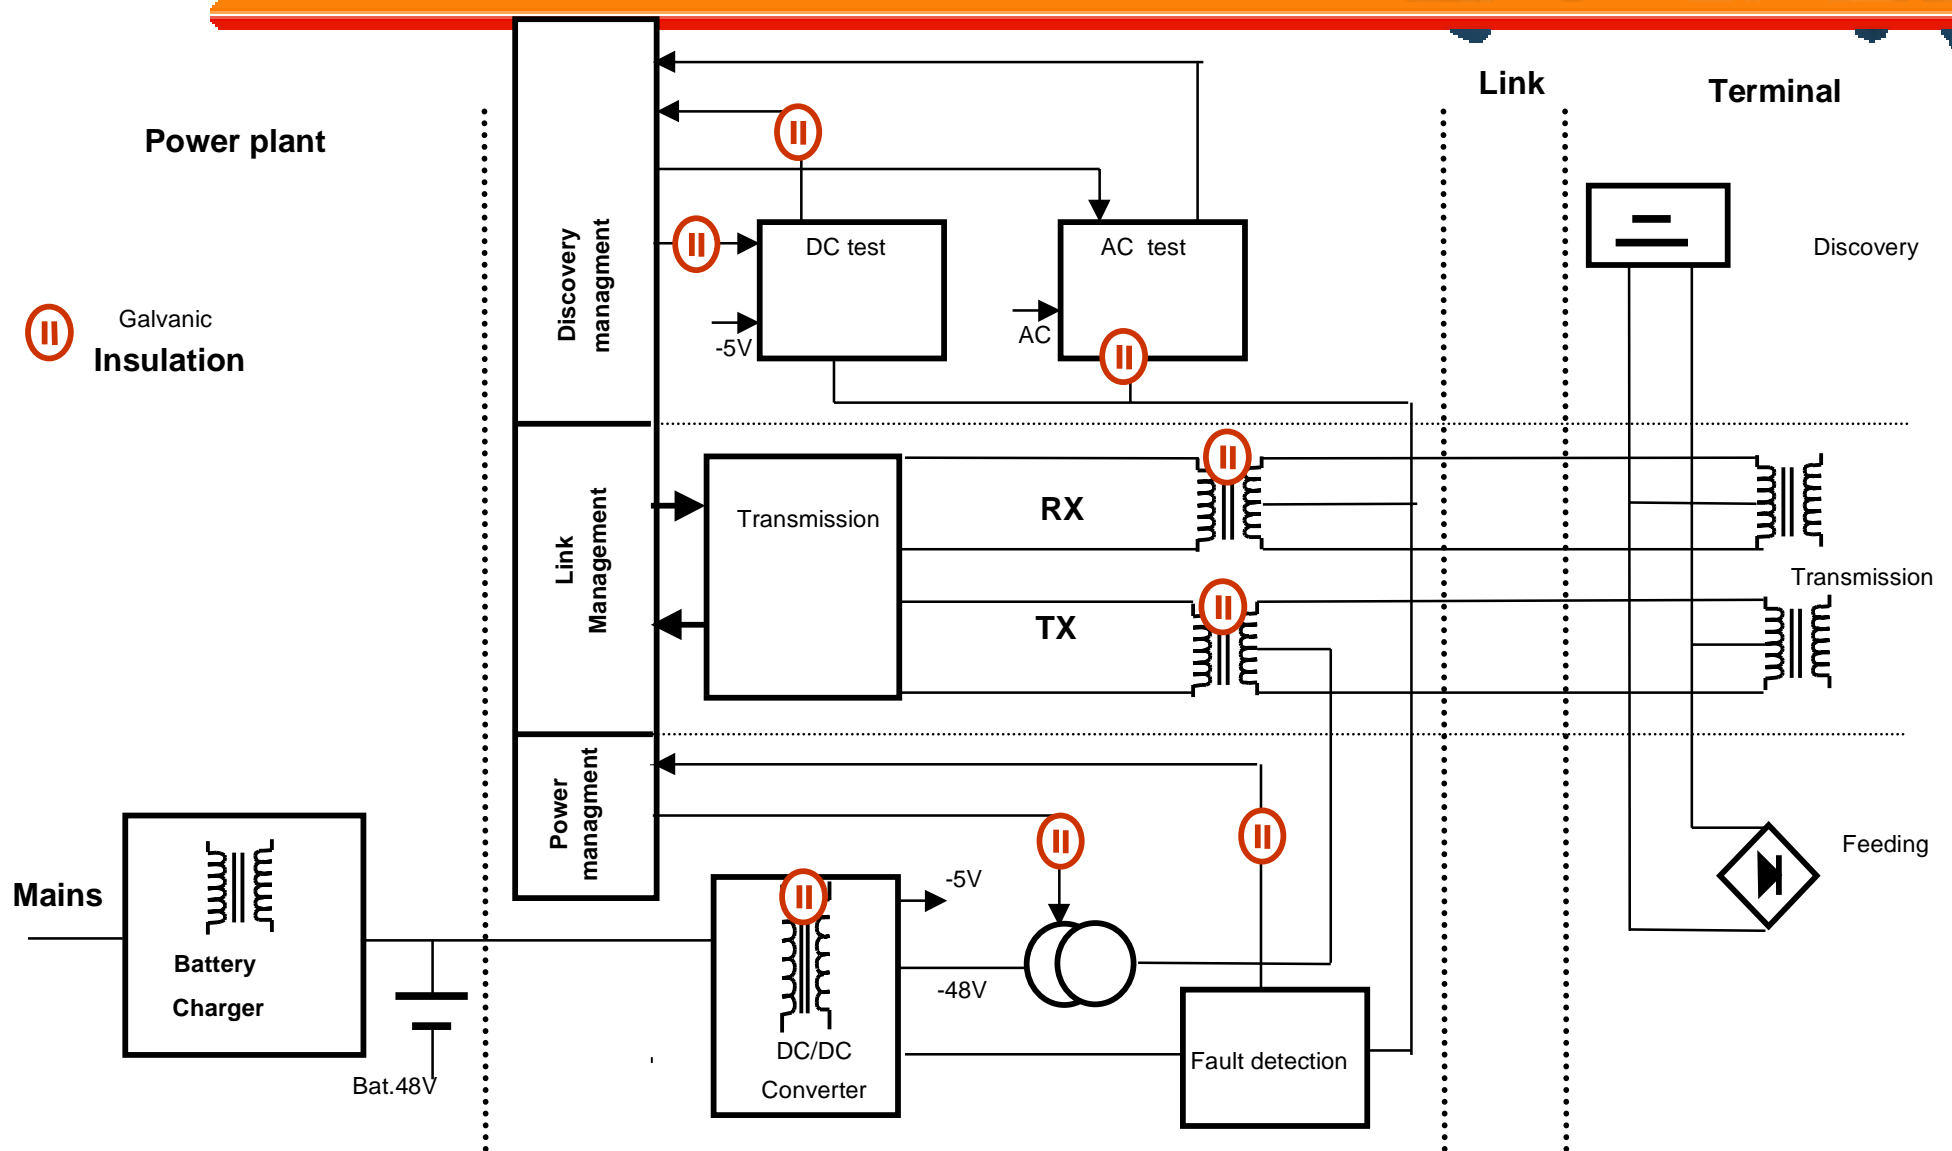 Link
Terminal
Power plant
Discovery
managment
DC test
AC test
Discovery
Galvanic
Insulation
-5V
AC
Link
Management
Transmission
RX
Transmission
TX
Power
managment
Feeding
Mains
-5V
Battery
Charger
-48V
DC/DC
Converter
Fault detection
Bat.48V